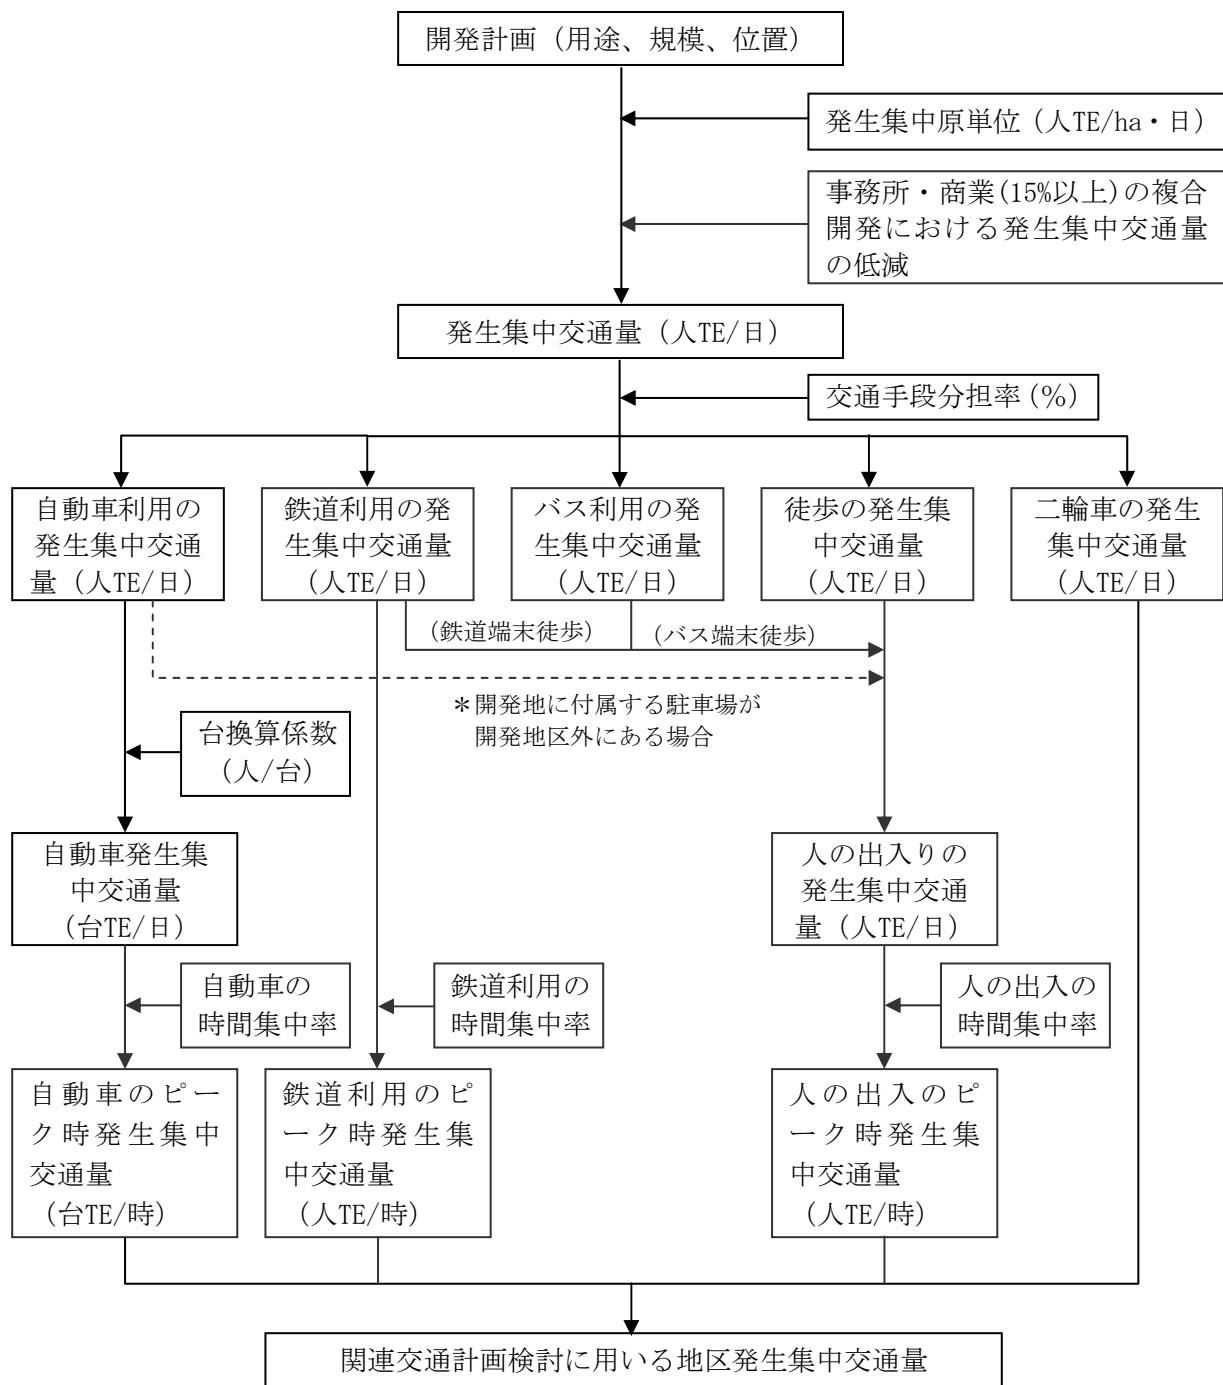 開発計画（用途、規模、位置）
発生集中原単位（人TE/ha・日）
事務所・商業(15%以上)の複合
開発における発生集中交通量
の低減
発生集中交通量（人TE/日）
交通手段分担率(％)
自動車利用の
発生集中交通
量（人TE/日）
鉄道利用の発
生集中交通量
（人TE/日）
バス利用の発
生集中交通量
（人TE/日）
徒歩の発生集
中交通量
（人TE/日）
二輪車の発生
集中交通量
（人TE/日）
（鉄道端末徒歩）
（バス端末徒歩）
＊開発地に付属する駐車場が
開発地区外にある場合
台換算係数
（人/台）
自動車発生集
中交通量
（台TE/日）
人の出入りの
発生集中交通
量（人TE/日）
自動車の
時間集中率
鉄道利用の
時間集中率
人の出入の
時間集中率
自動車のピー
ク時発生集中
交通量
（台TE/時）
鉄道利用のピ
ーク時発生集
中交通量
（人TE/時）
人の出入のピ
ーク時発生集
中交通量
（人TE/時）
関連交通計画検討に用いる地区発生集中交通量